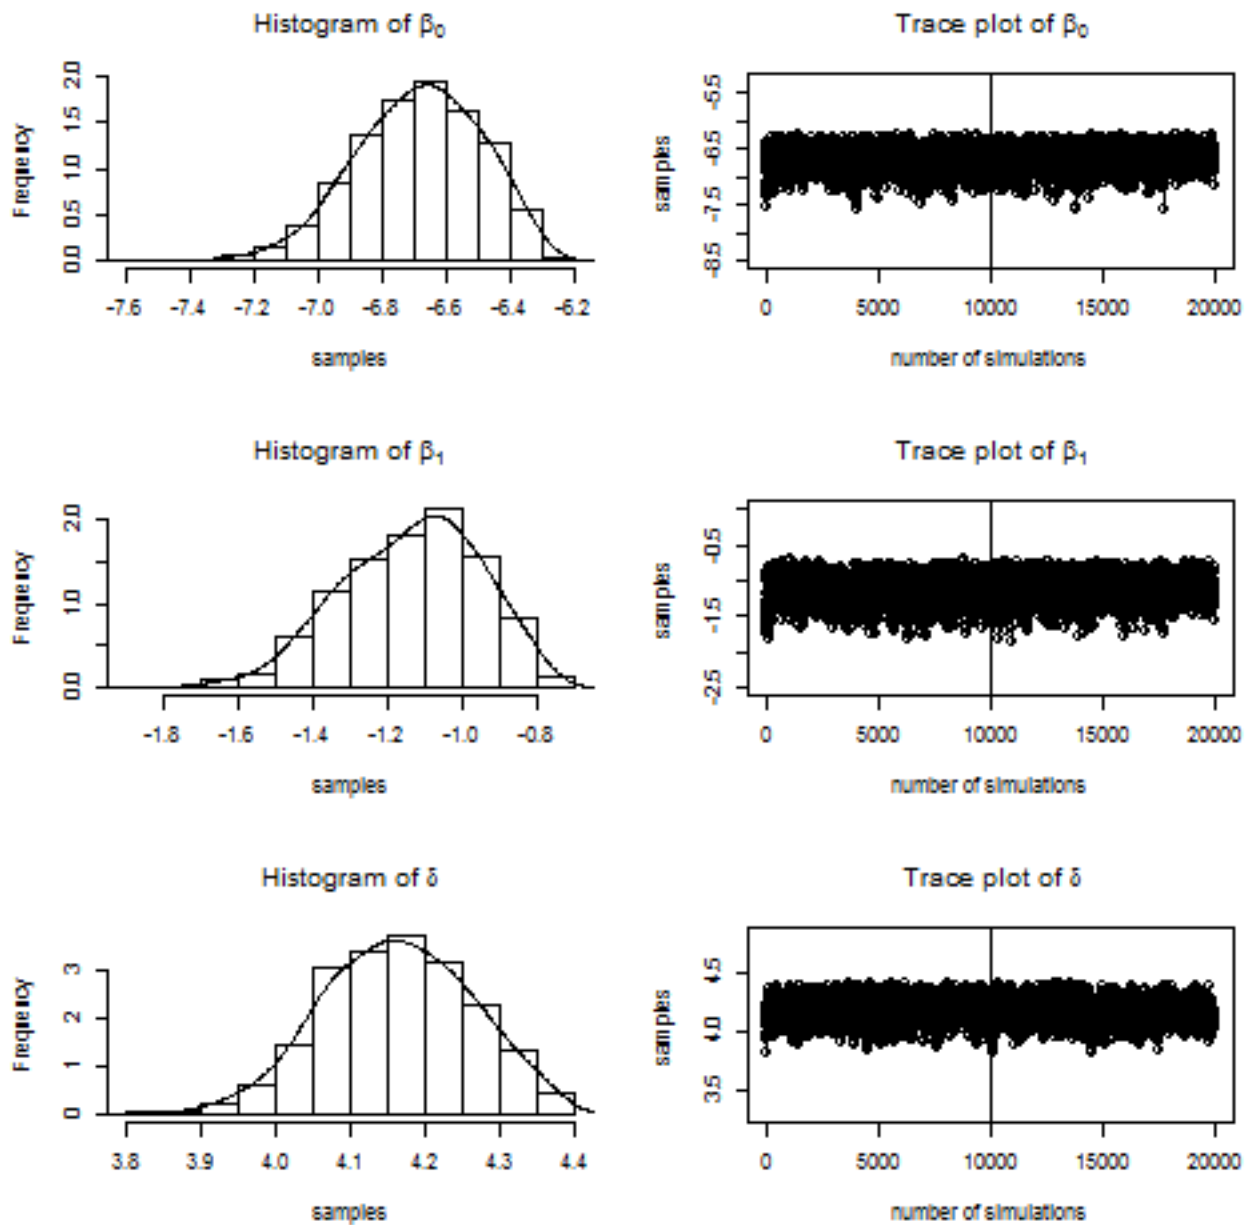 Histogram of β₀
Trace plot of β₀
Frequency
0.0 0.5 1.0 1.5 2.0
-7.6 -7.4 -7.2 -7.0 -6.8 -6.6 -6.4 -6.2
samples
samples
-8.5 -7.5 -6.5 -5.5
0 5000 10000 15000 20000
number of simulations
Histogram of β₁
Trace plot of β₁
Frequency
0.0 1.0 2.0
-1.8 -1.6 -1.4 -1.2 -1.0 -0.8
samples
samples
-2.5 -1.5 -0.5
0 5000 10000 15000 20000
number of simulations
Histogram of δ
Trace plot of δ
Frequency
0 1 2 3
3.8 3.9 4.0 4.1 4.2 4.3 4.4
samples
samples
3.5 4.0 4.5
0 5000 10000 15000 20000
number of simulations